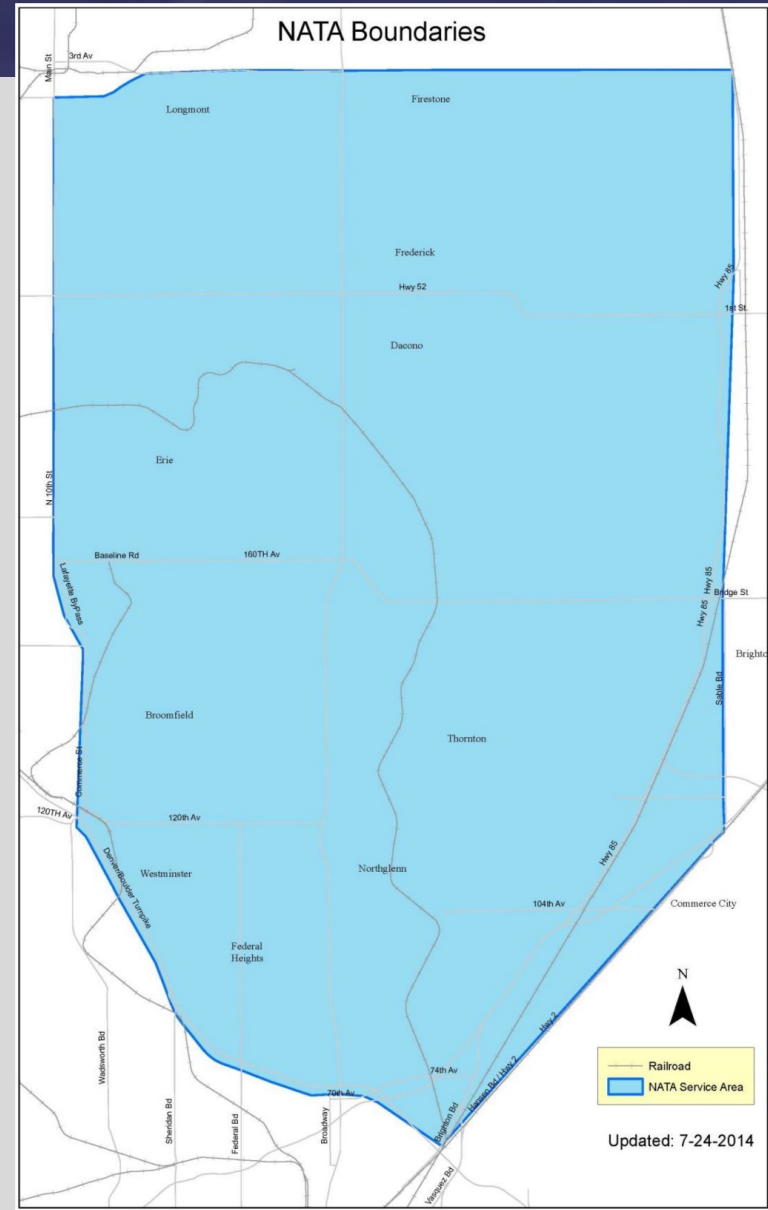 NATA Boundaries
3rd Av
Main St
Longmont
Firestone
Frederick
Hwy 85
Hwy 52
1st St.
Dacono
Erie
N 10th St
Baseline Rd
160TH Av
Lafayette ByPass
Hwy 85
Bridge St
Hwy 85
Sable Bd
Broomfield
Thornton
Commerce St
120TH Av
120th Av
Denver/Boulder Turnpike
Westminster
Northglenn
Hwy 85
104th Av
Commerce City
Federal
Heights
N
Hwy 2
Wadsworth Bd
74th Av
70th Av
Sheridan Bd
Federal Bd
Broadway
Brighton Bd
Hwy 2
Vasquez Bd
Railroad
NATA Service Area
Updated: 7-24-2014